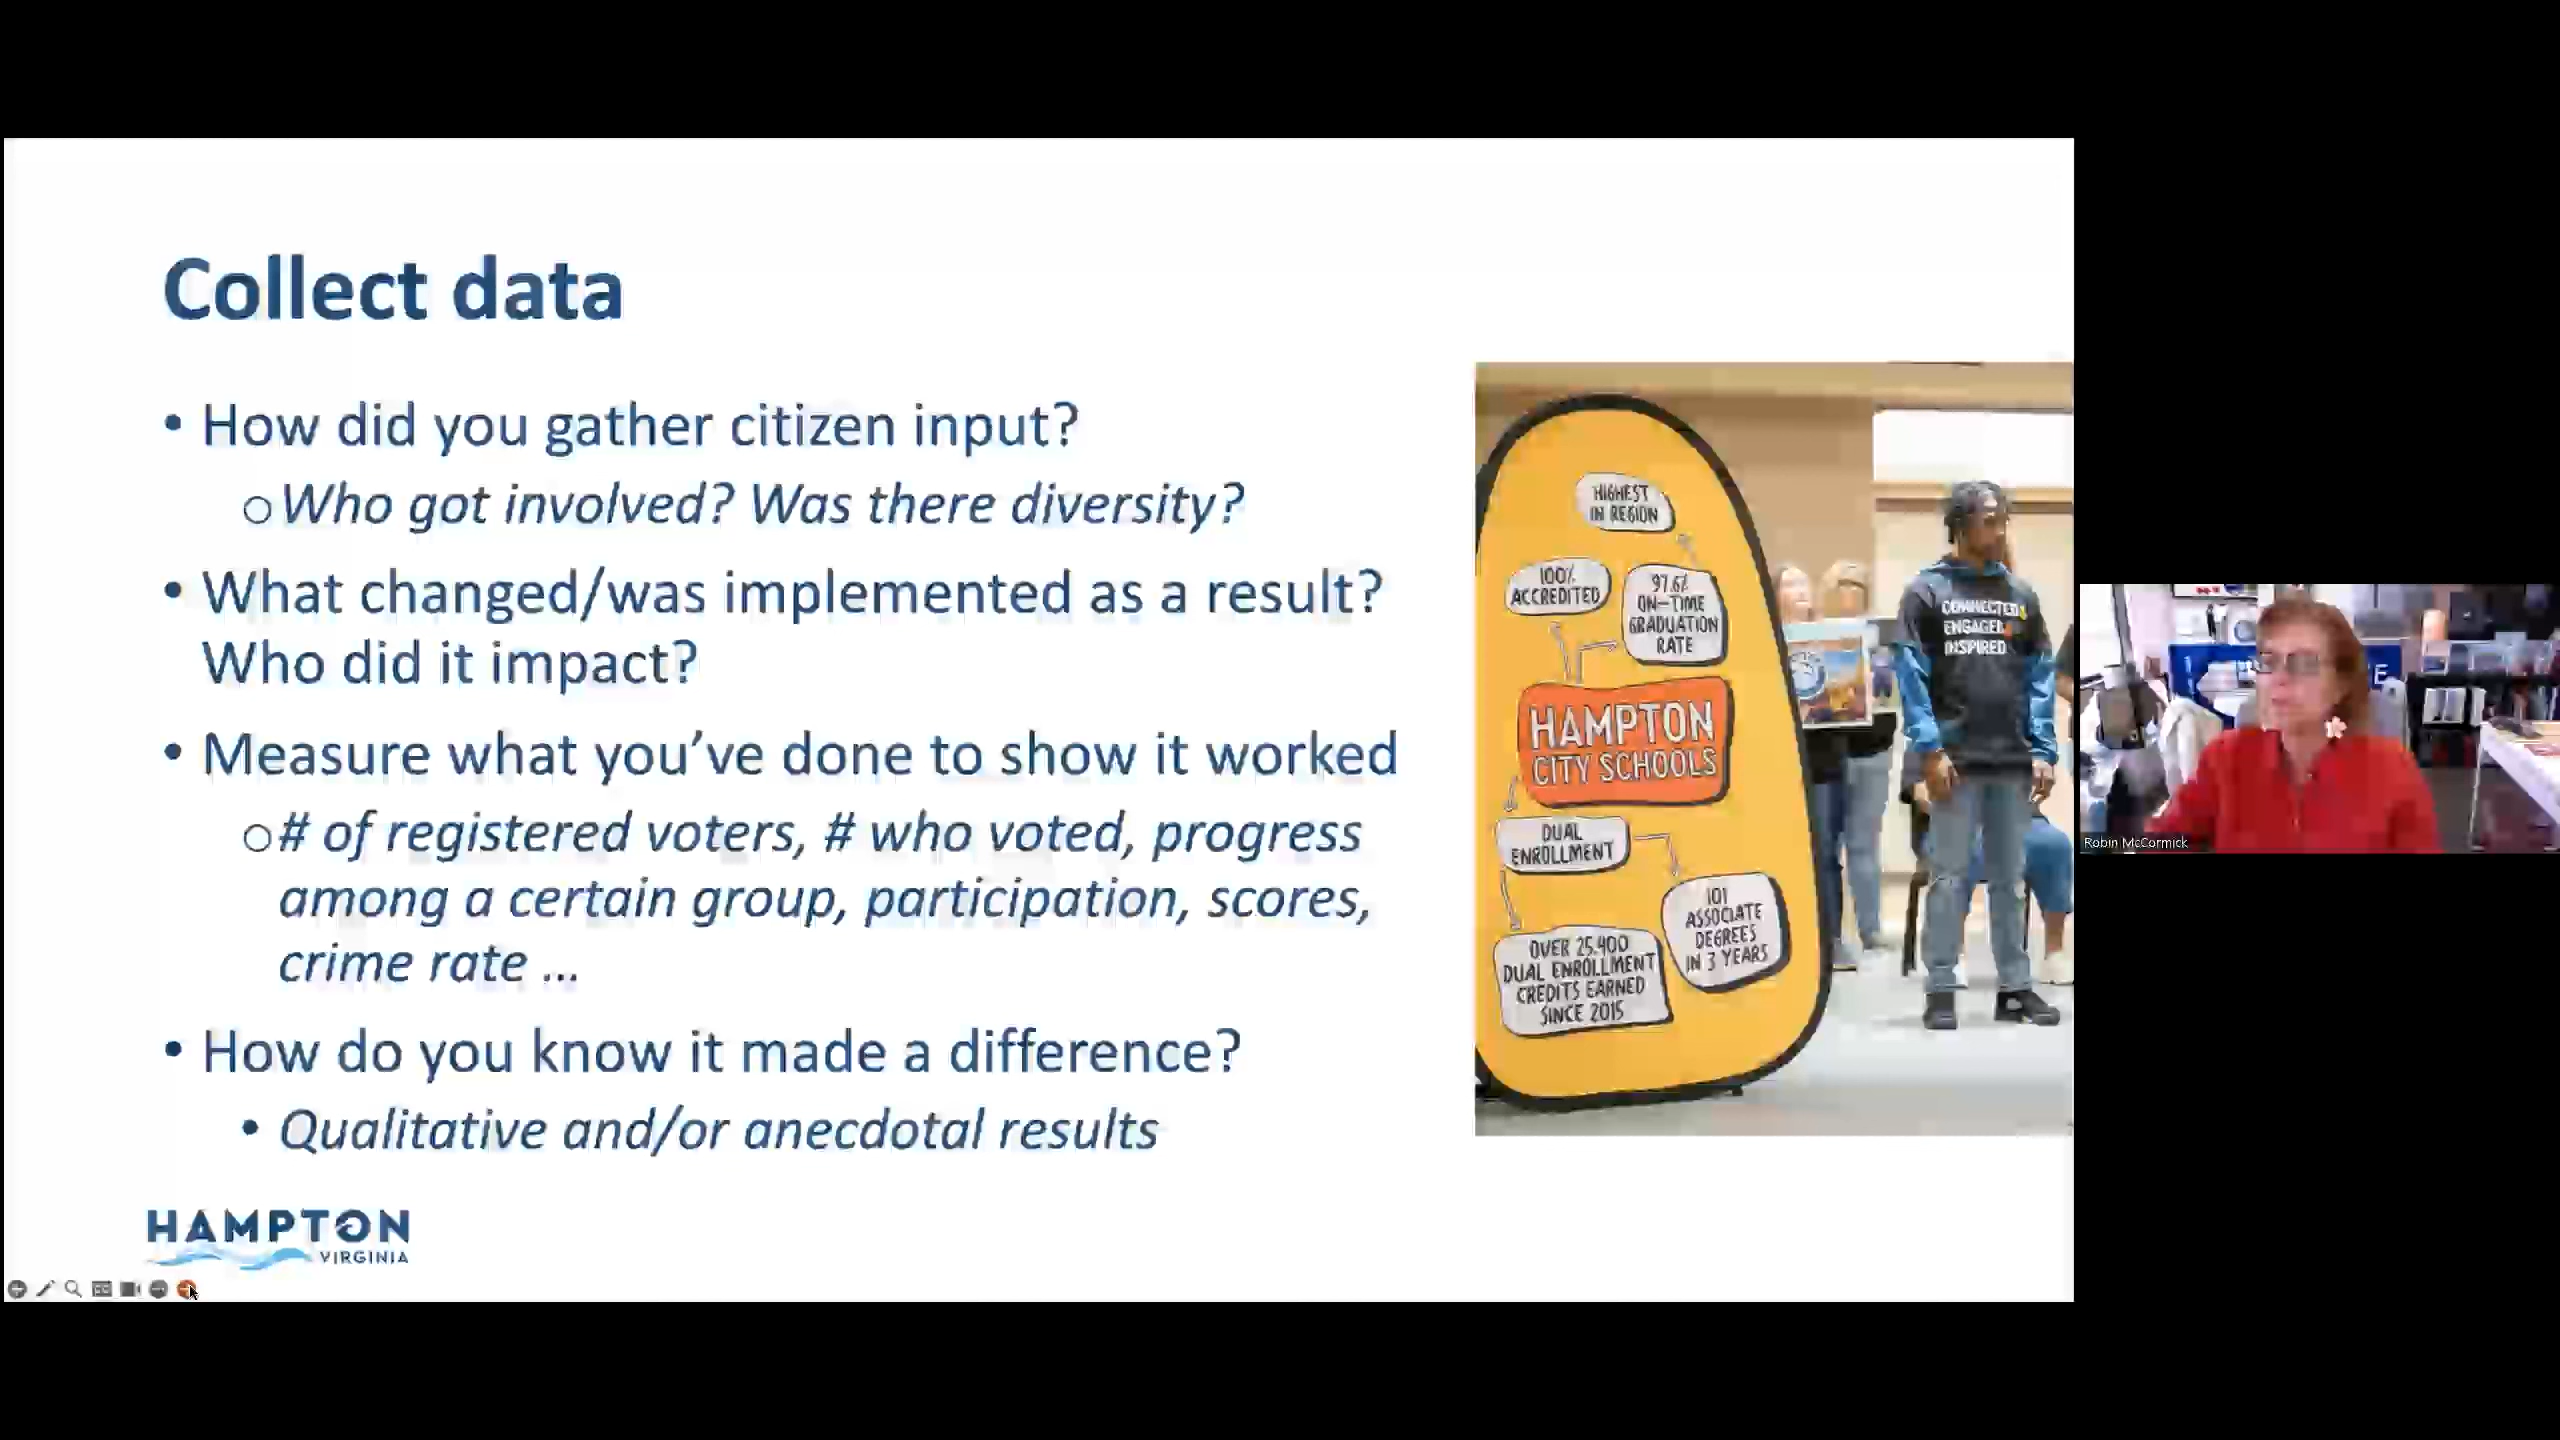 Collect data
• How did you gather citizen input?
o Who got involved? Was there diversity?
• What changed/was implemented as a result?
Who did it impact?
• Measure what you’ve done to show it worked
o # of registered voters, # who voted, progress
among a certain group, participation, scores,
crime rate ...
• How do you know it made a difference?
• Qualitative and/or anecdotal results
HAMPTON
VIRGINIA
HIGHEST
IN REGION
100%
ACCREDITED
97.6%
ON-TIME
GRADUATION
RATE
HAMPTON
CITY SCHOOLS
DUAL
ENROLLMENT
101
ASSOCIATE
DEGREES
IN 3 YEARS
OVER 25,400
DUAL ENROLLMENT
CREDITS EARNED
SINCE 2015
CONNECTED
ENGAGED
INSPIRED
E
Robin McCormick